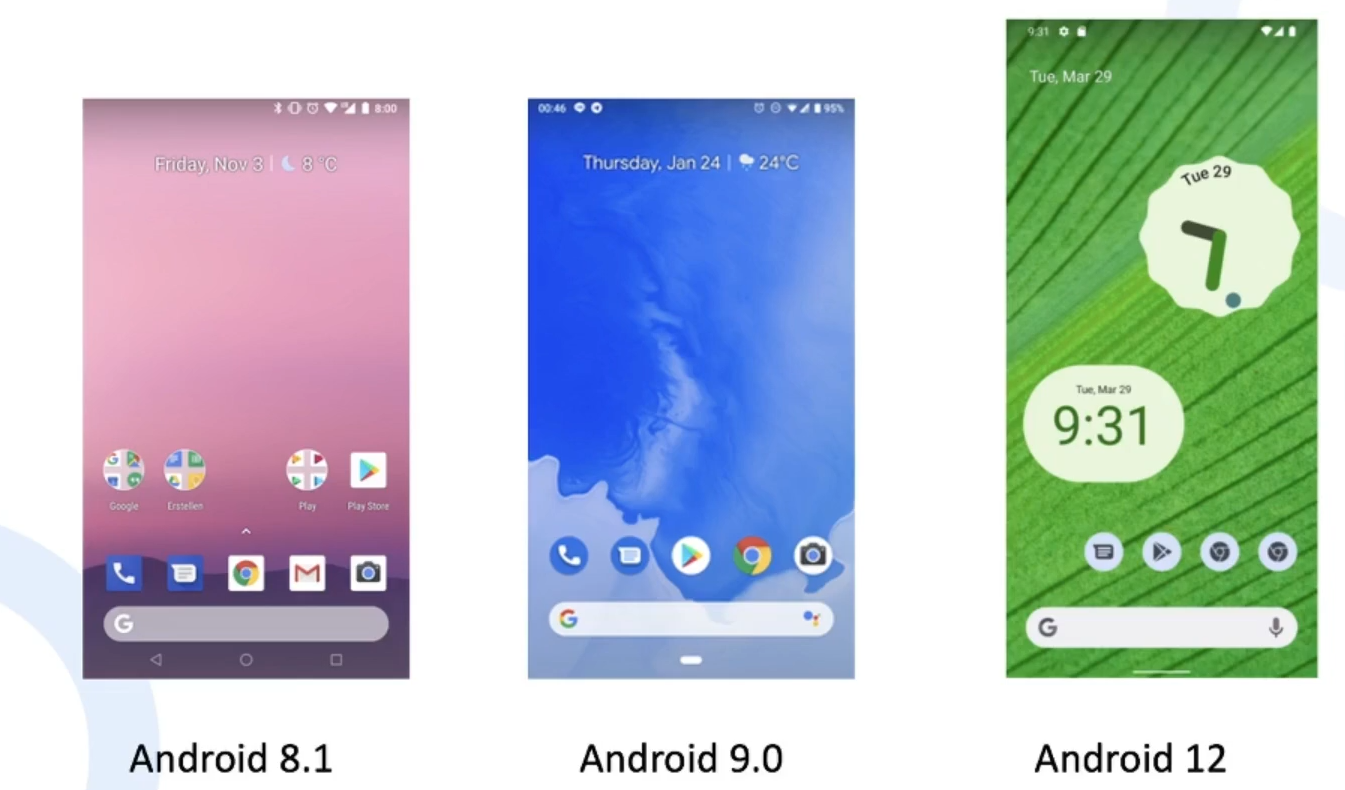 8:00
Friday, Nov 3 | 8 °C
Google Erstellen Play Play Store
G
Android 8.1
00:46 95%
Thursday, Jan 24 | 24°C
G
Android 9.0
9:31
Tue, Mar 29
Tue 29
Tue, Mar 29
9:31
G
Android 12